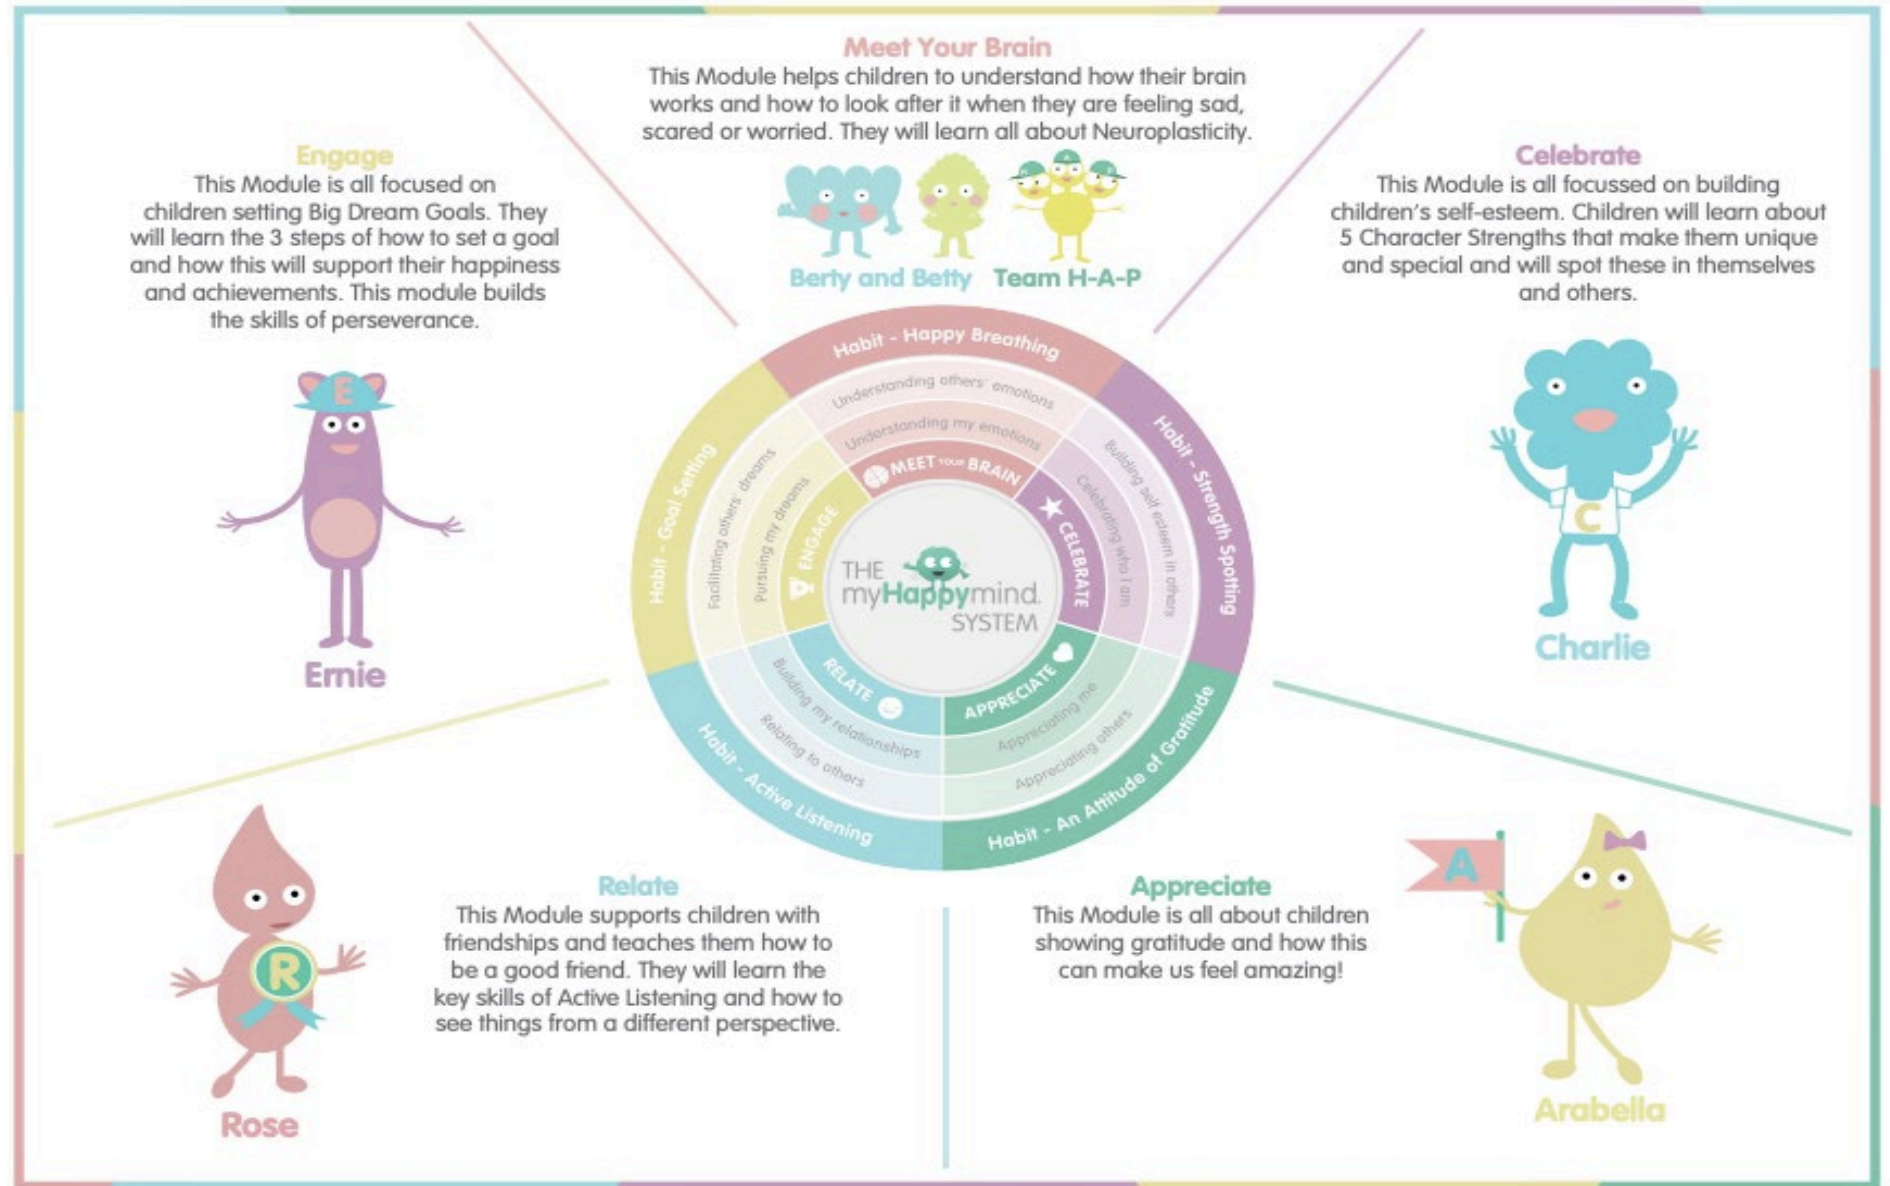 Meet Your Brain
This Module helps children to understand how their brain
works and how to look after it when they are feeling sad,
scared or worried. They will learn all about Neuroplasticity.
Berty and Betty
Team H-A-P
Engage
This Module is all focused on
children setting Big Dream Goals. They
will learn the 3 steps of how to set a goal
and how this will support their happiness
and achievements. This module builds
the skills of perseverance.
E
Ernie
Celebrate
This Module is all focussed on building
children's self-esteem. Children will learn about
5 Character Strengths that make them unique
and special and will spot these in themselves
and others.
C
Charlie
Habit - Happy Breathing
Understanding others' emotions
Understanding my emotions
MEET YOUR BRAIN
Habit - Strength Spotting
Building self esteem in others
Celebrating who I am
CELEBRATE
Habit - An Attitude of Gratitude
Appreciating others
Appreciating me
APPRECIATE
Habit - Active Listening
Relating to others
Building my relationships
RELATE
Habit - Goal Setting
Facilitating others' dreams
Pursuing my dreams
ENGAGE
THE
myHappymind.
SYSTEM
Relate
This Module supports children with
friendships and teaches them how to
be a good friend. They will learn the
key skills of Active Listening and how to
see things from a different perspective.
R
Rose
Appreciate
This Module is all about children
showing gratitude and how this
can make us feel amazing!
A
Arabella